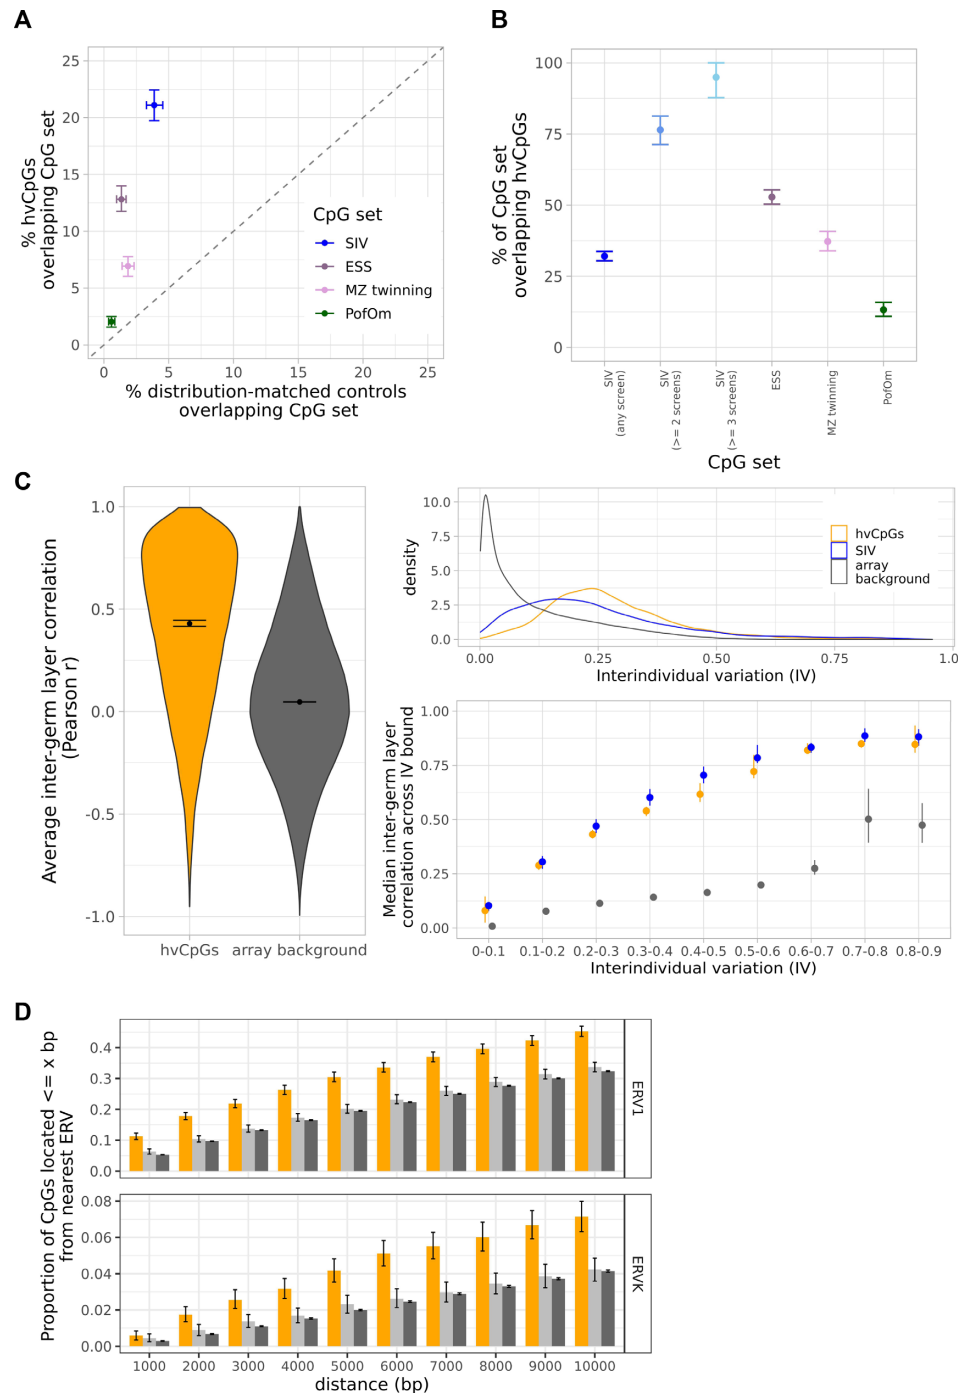 A
% hvCpGs
overlapping CpG set
25
20
15
10
5
0
CpG set
SIV
ESS
MZ twinning
PofOm
0
5
10
15
20
25
% distribution-matched controls
overlapping CpG set
B
% of CpG set
overlapping hvCpGs
100
75
50
25
0
SIV
(any screen)
SIV
(>= 2 screens)
SIV
(>= 3 screens)
ESS
MZ twinning
PofOm
CpG set
C
Average inter-germ layer correlation
(Pearson r)
1.0
0.5
0.0
-0.5
-1.0
hvCpGs
array background
density
10.0
7.5
5.0
2.5
0.0
hvCpGs
SIV
array
background
0.00
0.25
0.50
0.75
1.0
Interindividual variation (IV)
Median inter-germ layer
correlation across IV bound
1.00
0.75
0.50
0.25
0.00
0-0.1
0.1-0.2
0.2-0.3
0.3-0.4
0.4-0.5
0.5-0.6
0.6-0.7
0.7-0.8
0.8-0.9
Interindividual variation (IV)
D
Proportion of CpGs located <= x bp
from nearest ERV
0.4
0.3
0.2
0.1
0.0
ERV1
0.08
0.06
0.04
0.02
0.00
ERVK
1000
2000
3000
4000
5000
6000
7000
8000
9000
10000
distance (bp)